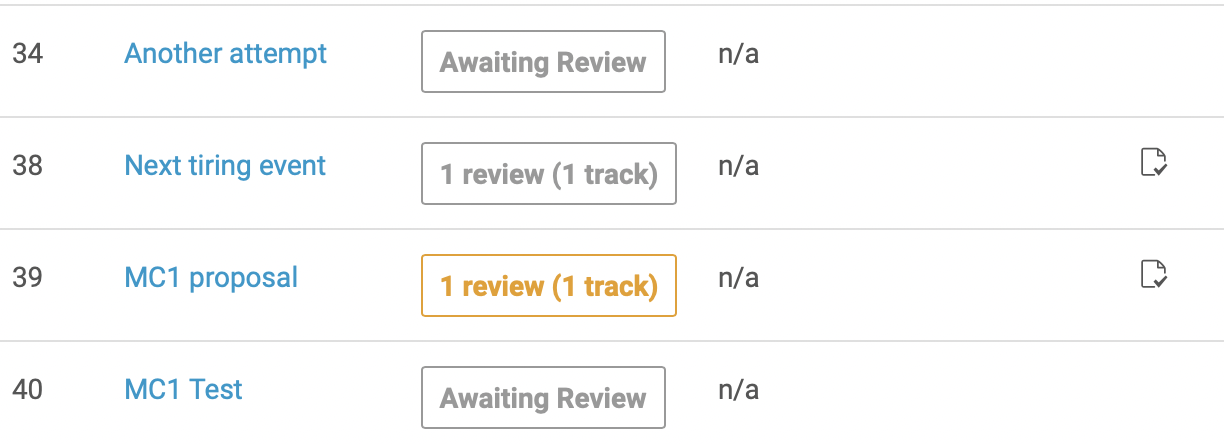 34 Another attempt Awaiting Review n/a
38 Next tiring event 1 review (1 track) n/a
39 MC1 proposal 1 review (1 track) n/a
40 MC1 Test Awaiting Review n/a